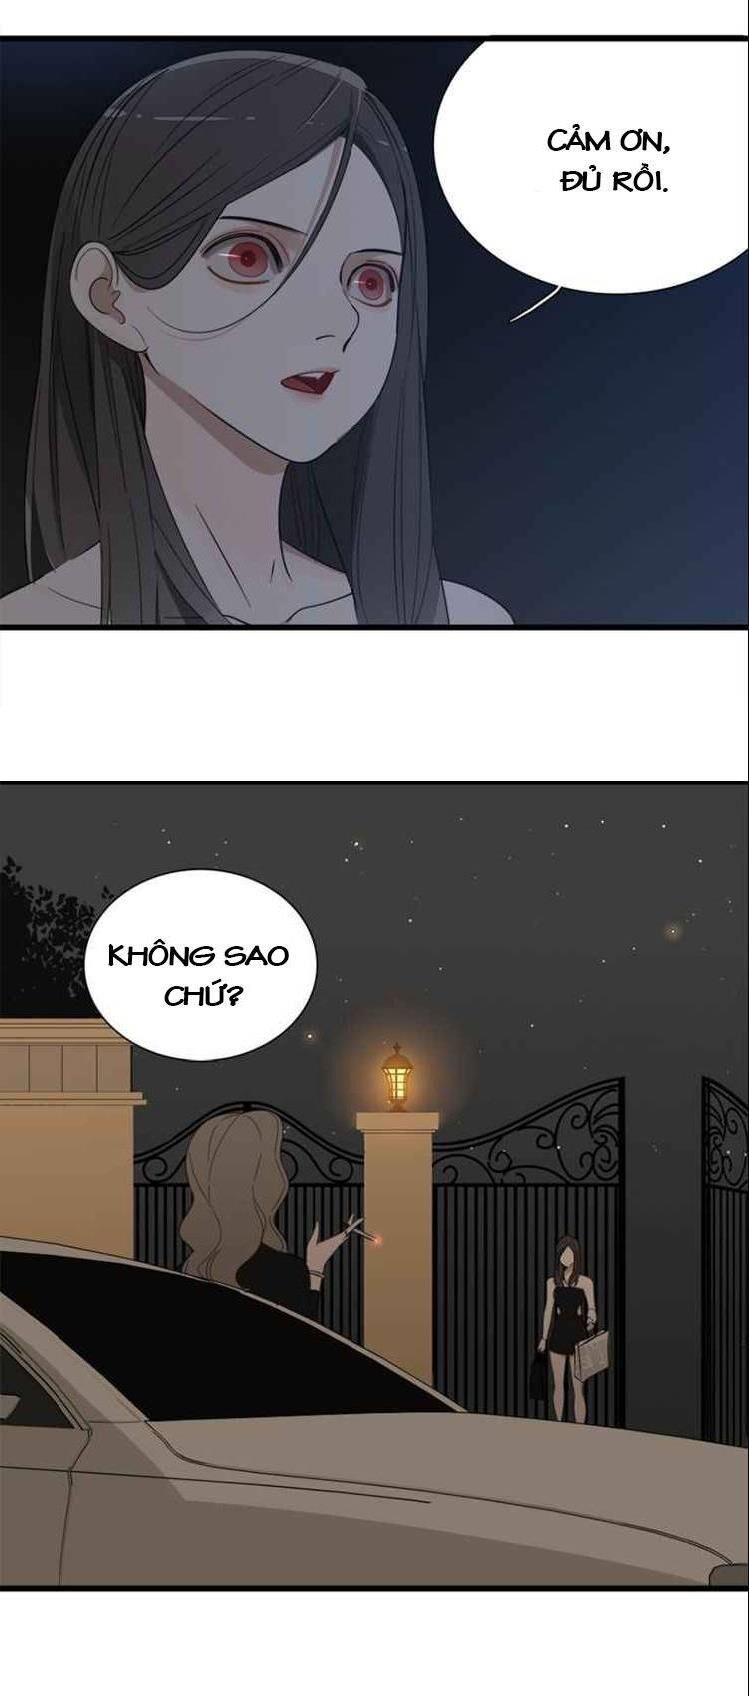 CẢM ƠN,
ĐỦ RỒI.
KHÔNG SAO
CHỨ?